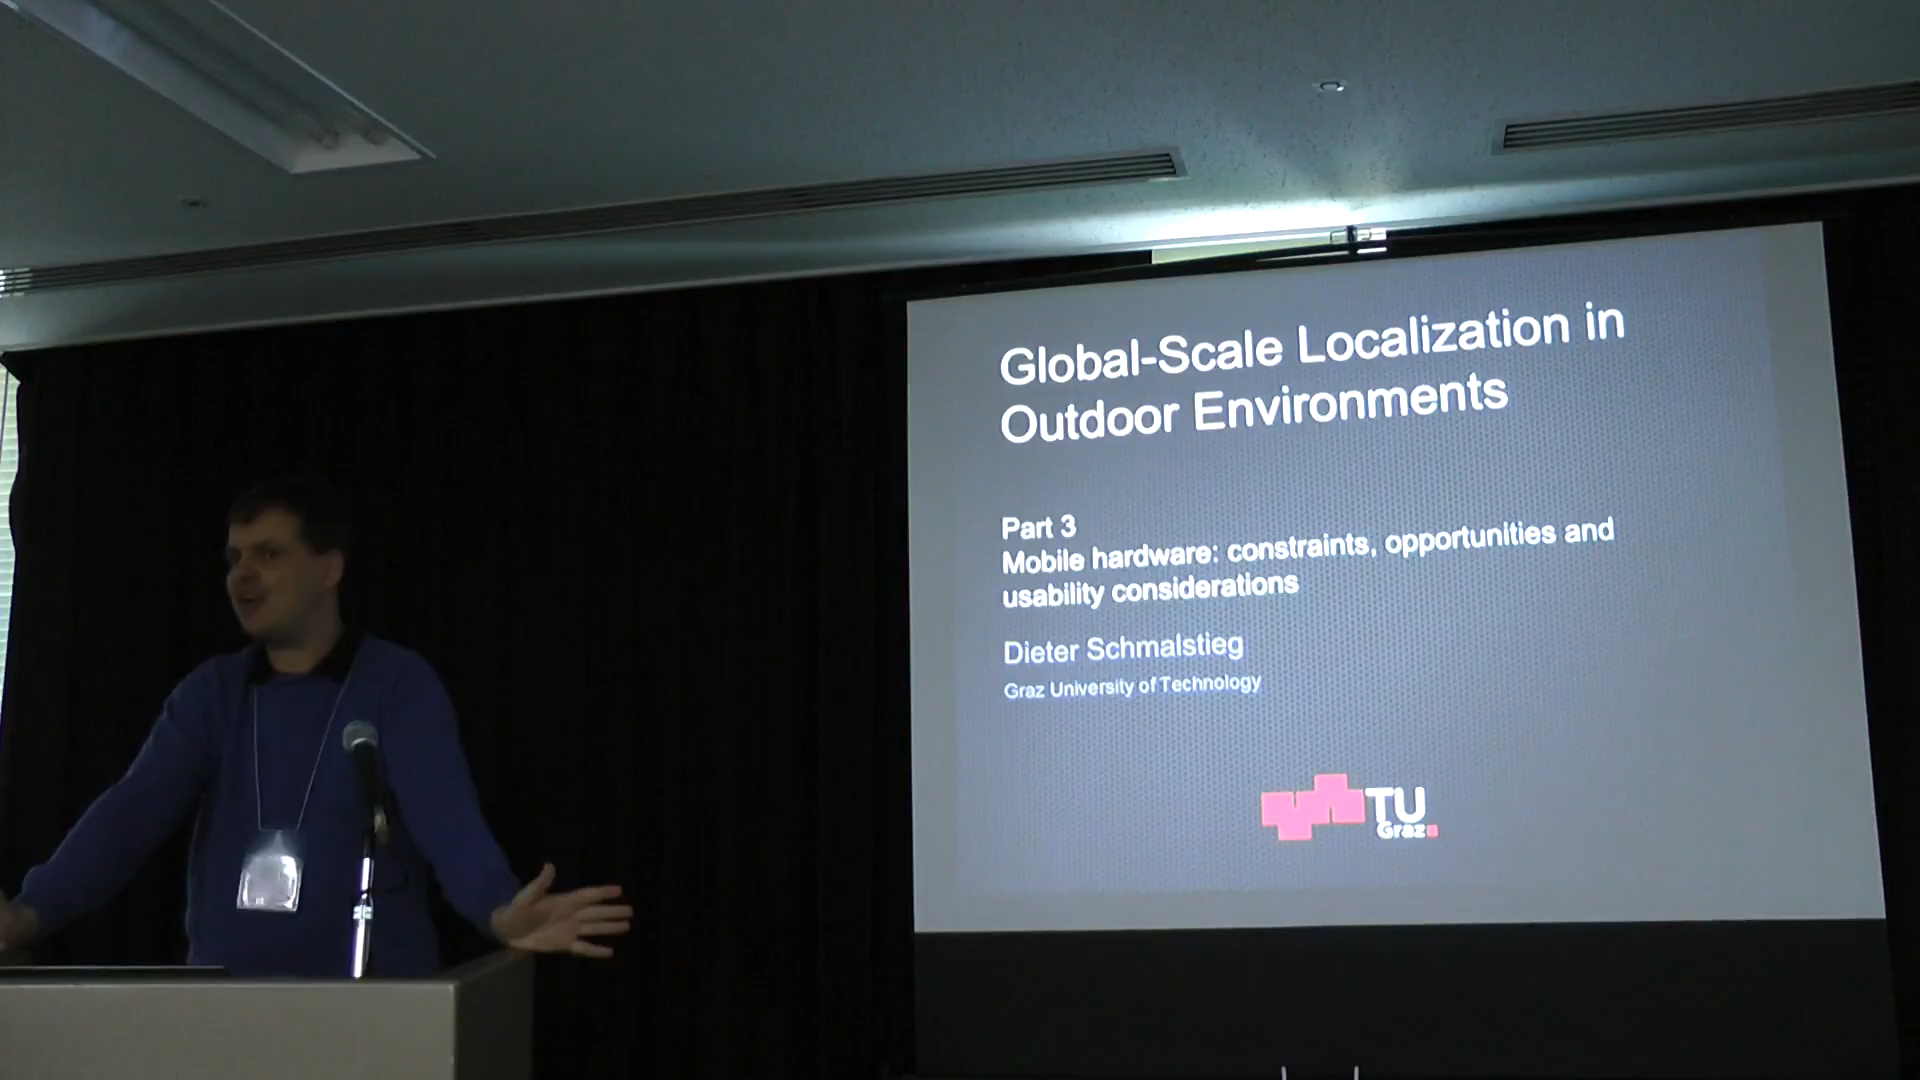 Global-Scale Localization in
Outdoor Environments
Part 3
Mobile hardware: constraints, opportunities and
usability considerations
Dieter Schmalstieg
Graz University of Technology
TU
Graz